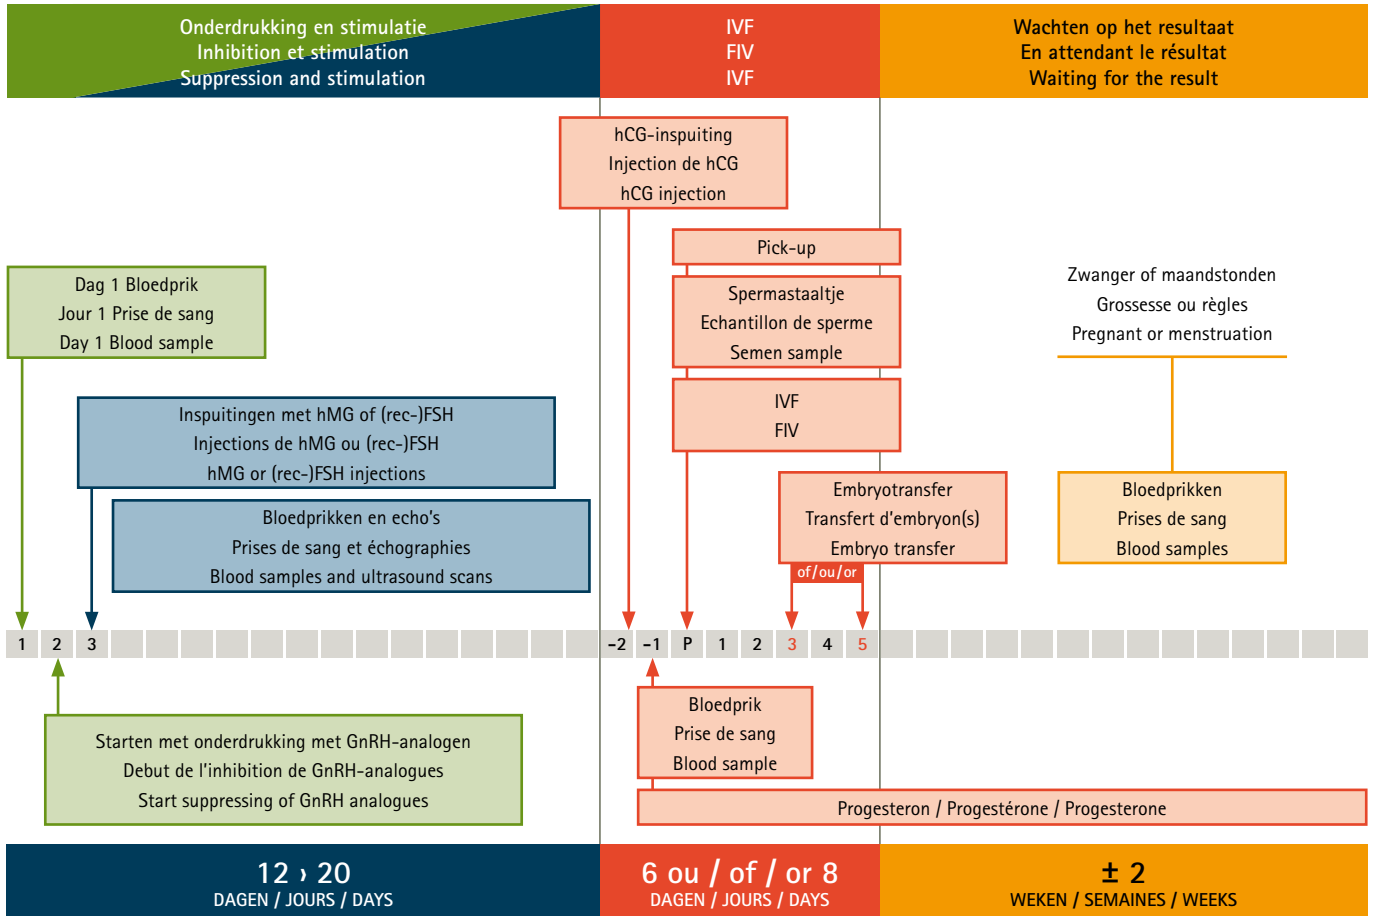 Onderdrukking en stimulatie
Inhibition et stimulation
Suppression and stimulation
IVF
FIV
IVF
Wachten op het resultaat
En attendant le résultat
Waiting for the result
hCG-inspuiting
Injection de hCG
hCG injection
Pick-up
Dag 1 Bloedprik
Jour 1 Prise de sang
Day 1 Blood sample
Spermastaaltje
Echantillon de sperme
Semen sample
Zwanger of maandstonden
Grossesse ou règles
Pregnant or menstruation
IVF
FIV
Inspuitingen met hMG of (rec-)FSH
Injections de hMG ou (rec-)FSH
hMG or (rec-)FSH injections
Embryotransfer
Transfert d'embryon(s)
Embryo transfer
of/ou/or
Bloedprikken
Prises de sang
Blood samples
Bloedprikken en echo's
Prises de sang et échographies
Blood samples and ultrasound scans
1 2 3 -2 -1 P 1 2 3 4 5
Starten met onderdrukking met GnRH-analogen
Debut de l'inhibition de GnRH-analogues
Start suppressing of GnRH analogues
Bloedprik
Prise de sang
Blood sample
Progesteron / Progestérone / Progesterone
12 › 20
DAGEN / JOURS / DAYS
6 ou / of / or 8
DAGEN / JOURS / DAYS
± 2
WEKEN / SEMAINES / WEEKS